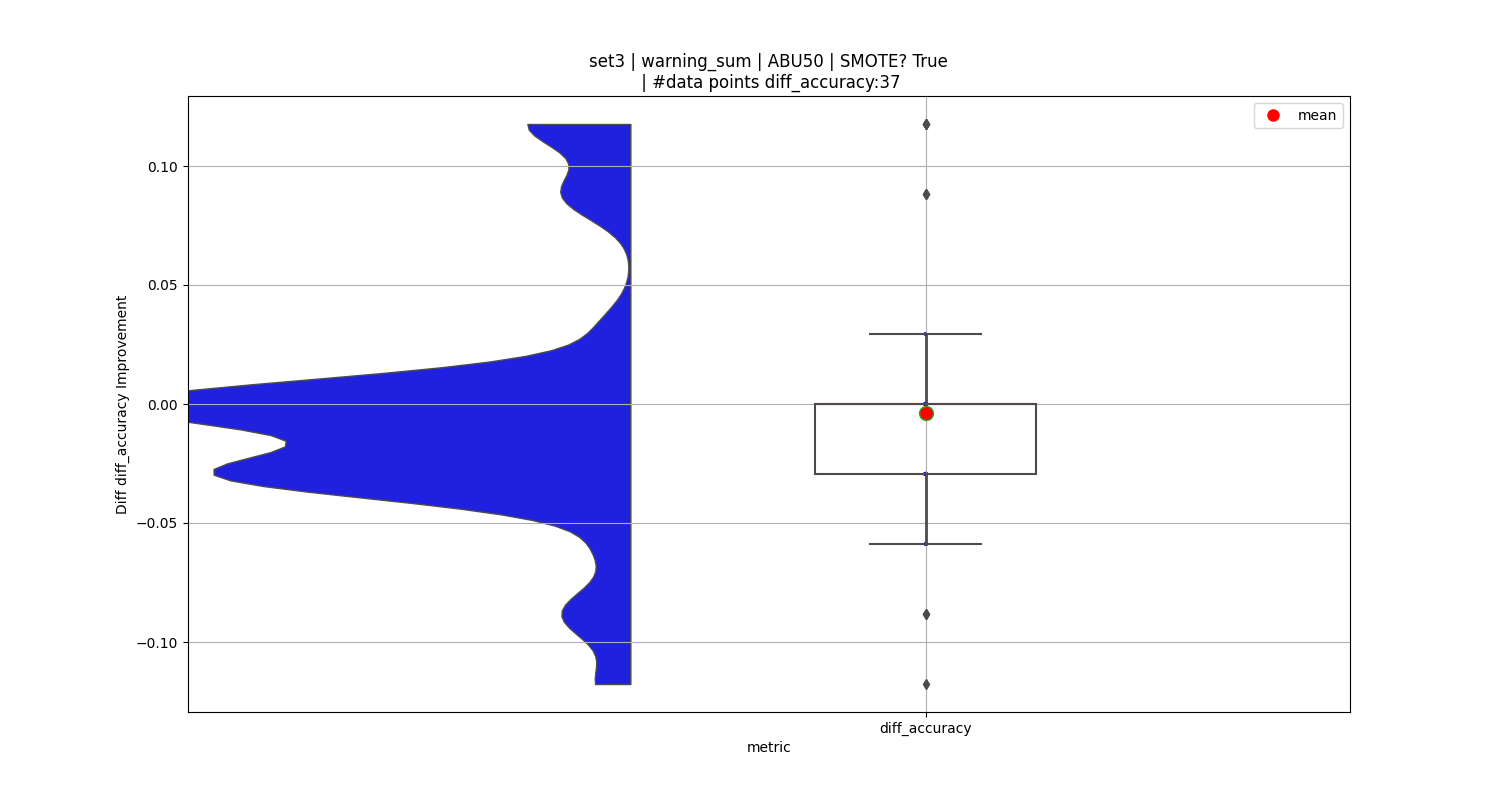 set3 | warning_sum | ABU50 | SMOTE? True
| #data points diff_accuracy:37
mean
0.10
0.05
0.00
−0.05
−0.10
Diff diff_accuracy Improvement
diff_accuracy
metric